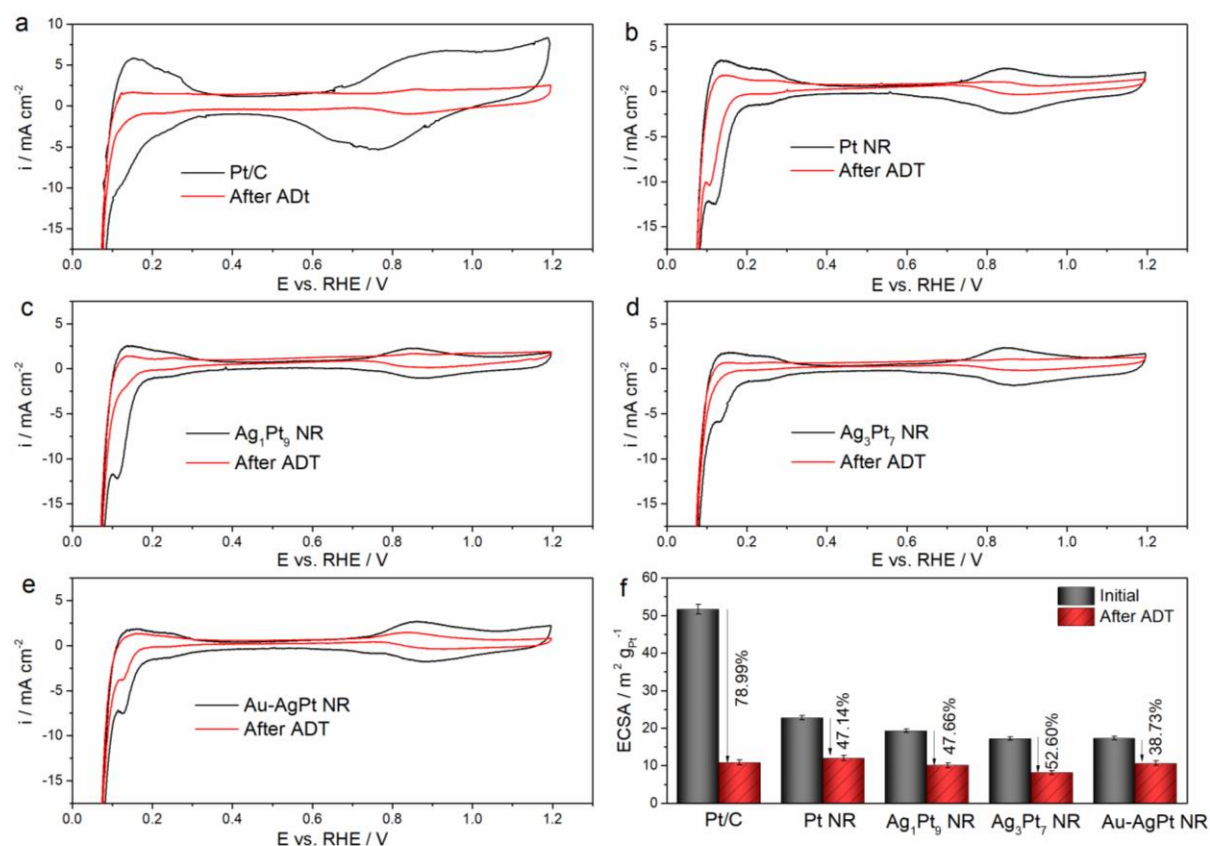 a
10
5
0
-5
-10
-15
i / mA cm⁻²
Pt/C
After ADt
0.0 0.2 0.4 0.6 0.8 1.0 1.2
E vs. RHE / V
b
5
0
-5
-10
-15
i / mA cm⁻²
Pt NR
After ADT
0.0 0.2 0.4 0.6 0.8 1.0 1.2
E vs. RHE / V
c
5
0
-5
-10
-15
i / mA cm⁻²
Ag₁Pt₉ NR
After ADT
0.0 0.2 0.4 0.6 0.8 1.0 1.2
E vs. RHE / V
d
5
0
-5
-10
-15
i / mA cm⁻²
Ag₃Pt₇ NR
After ADT
0.0 0.2 0.4 0.6 0.8 1.0 1.2
E vs. RHE / V
e
5
0
-5
-10
-15
i / mA cm⁻²
Au-AgPt NR
After ADT
0.0 0.2 0.4 0.6 0.8 1.0 1.2
E vs. RHE / V
f
60
50
40
30
20
10
0
ECSA / m² gPt⁻¹
Initial
After ADT
78.99%
47.14%
47.66%
52.60%
38.73%
Pt/C Pt NR Ag₁Pt₉ NR Ag₃Pt₇ NR Au-AgPt NR